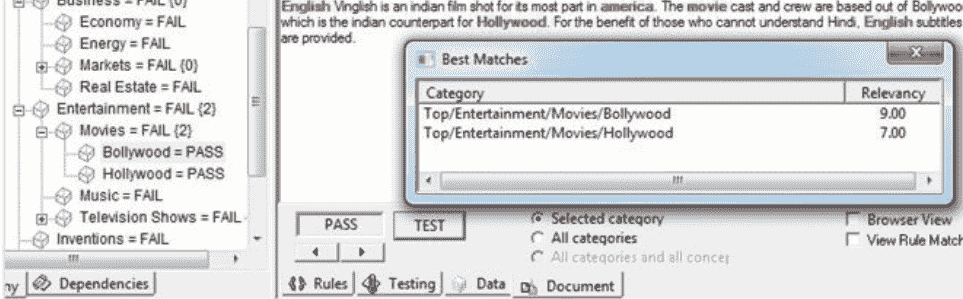 Business = FAIL {0}
Economy = FAIL
Energy = FAIL
Markets = FAIL {0}
Real Estate = FAIL
Entertainment = FAIL {2}
Movies = FAIL {2}
Bollywood = PASS
Hollywood = PASS
Music = FAIL
Television Shows = FAIL
Inventions = FAIL
Dependencies
English Vinglish is an indian film shot for its most part in america. The movie cast and crew are based out of Bollywoo
which is the indian counterpart for Hollywood. For the benefit of those who cannot understand Hindi, English subtitles
are provided.
Best Matches
Category Relevancy
Top/Entertainment/Movies/Bollywood 9.00
Top/Entertainment/Movies/Hollywood 7.00
PASS TEST
Selected category
All categories
All categories and all concep
Browser View
View Rule Match
Rules Testing Data Document